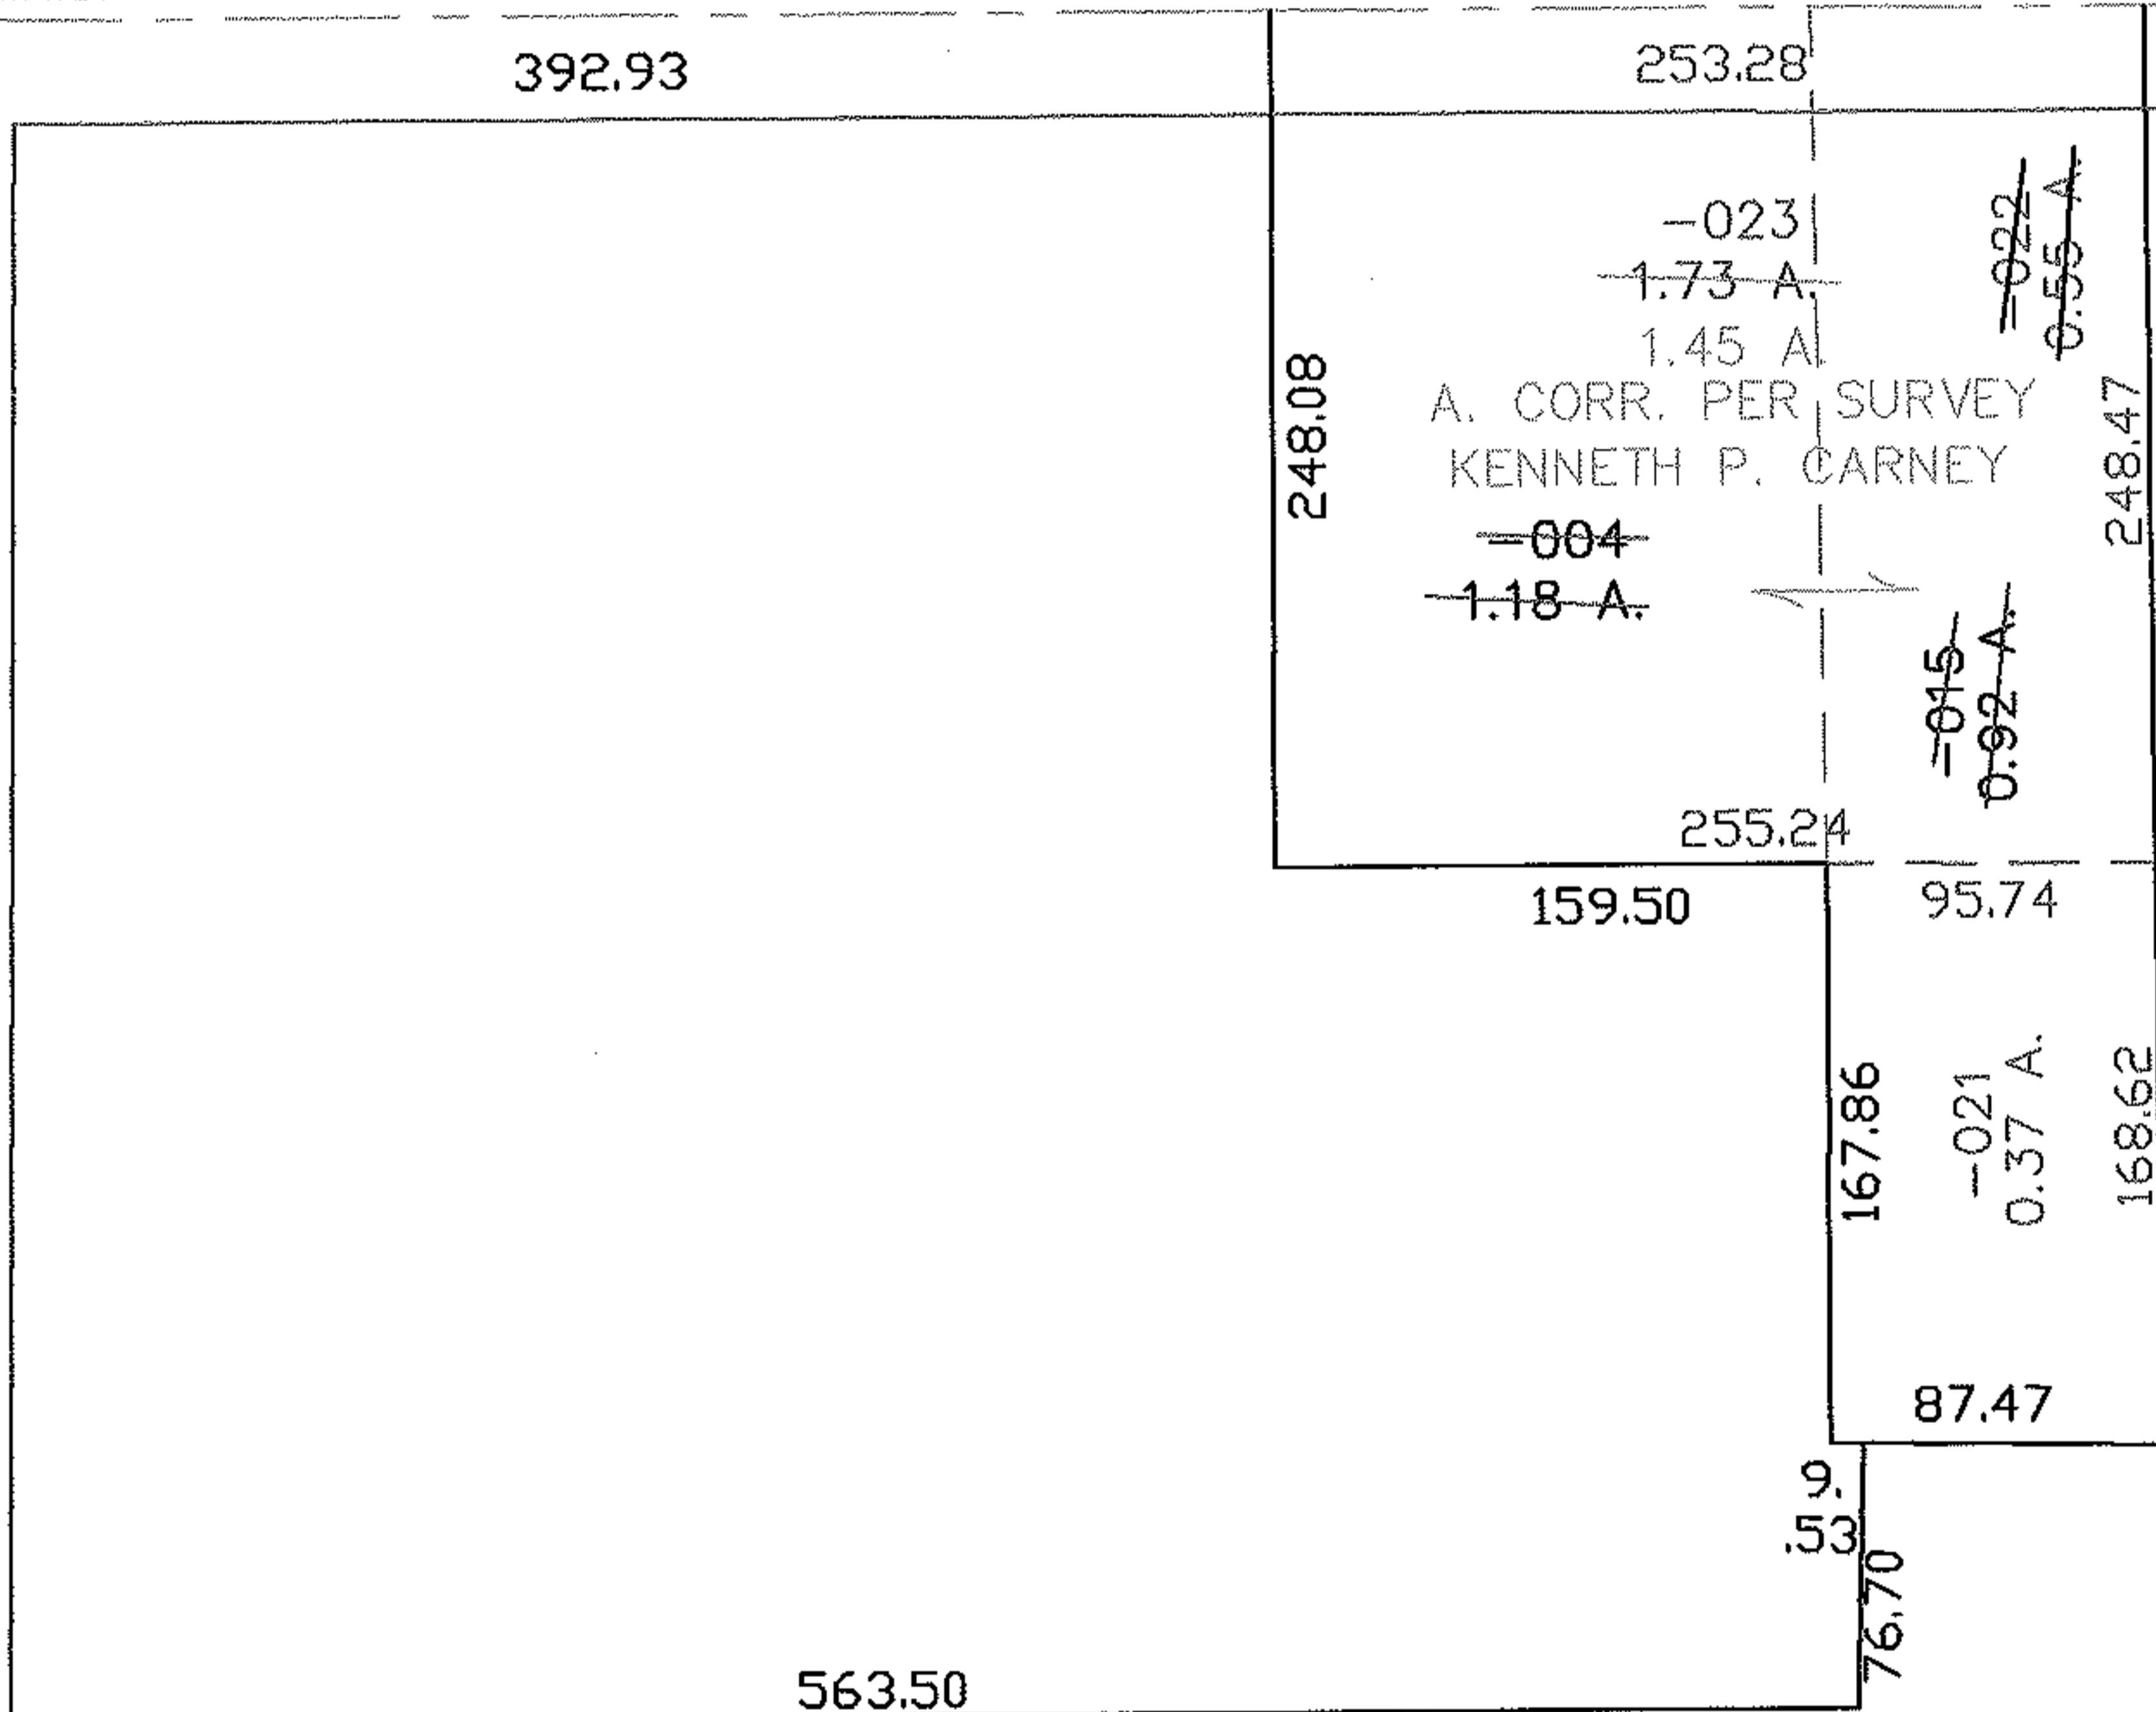 392.93
253.28
-023
1.73 A.
1.45 A.
A. CORR. PER SURVEY
KENNETH P. CARNEY
-022
0.55 A.
248.08
248.47
-004
1.18 A.
-015
0.92 A.
255.24
159.50
95.74
167.86
-021
0.37 A.
168.62
87.47
9.
.53
76.70
563.50